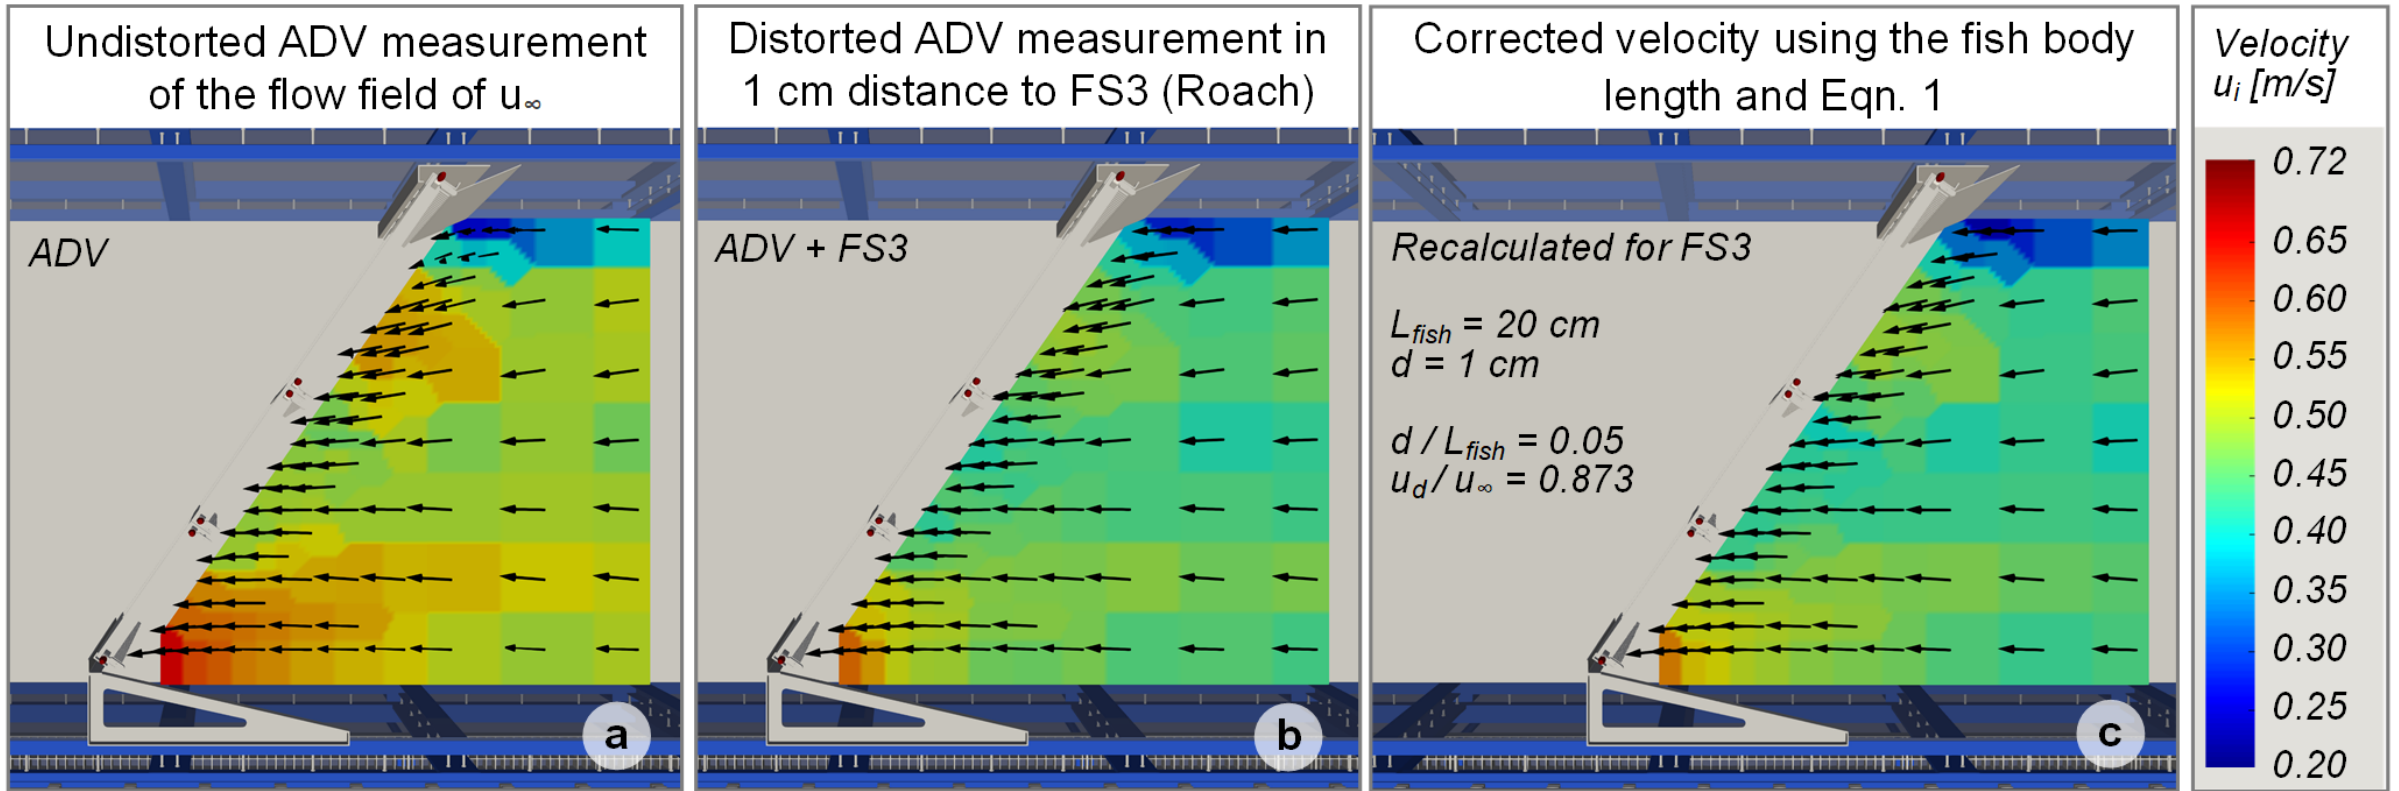 Undistorted ADV measurement
of the flow field of u∞
ADV
a
Distorted ADV measurement in
1 cm distance to FS3 (Roach)
ADV + FS3
b
Corrected velocity using the fish body
length and Eqn. 1
Recalculated for FS3
Lfish = 20 cm
d = 1 cm
d / Lfish = 0.05
ud / u∞ = 0.873
c
Velocity
ui [m/s]
0.72
0.65
0.60
0.55
0.50
0.45
0.40
0.35
0.30
0.25
0.20